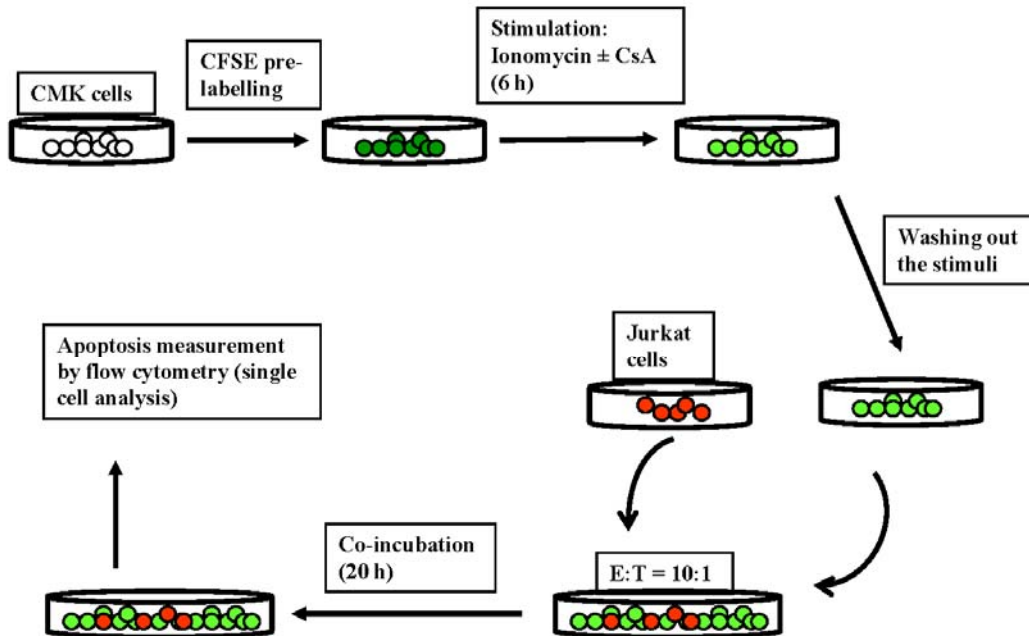 CMK cells
CFSE pre-
labelling
Stimulation:
Ionomycin ± CsA
(6 h)
Washing out
the stimuli
Jurkat
cells
E:T = 10:1
Co-incubation
(20 h)
Apoptosis measurement
by flow cytometry (single
cell analysis)